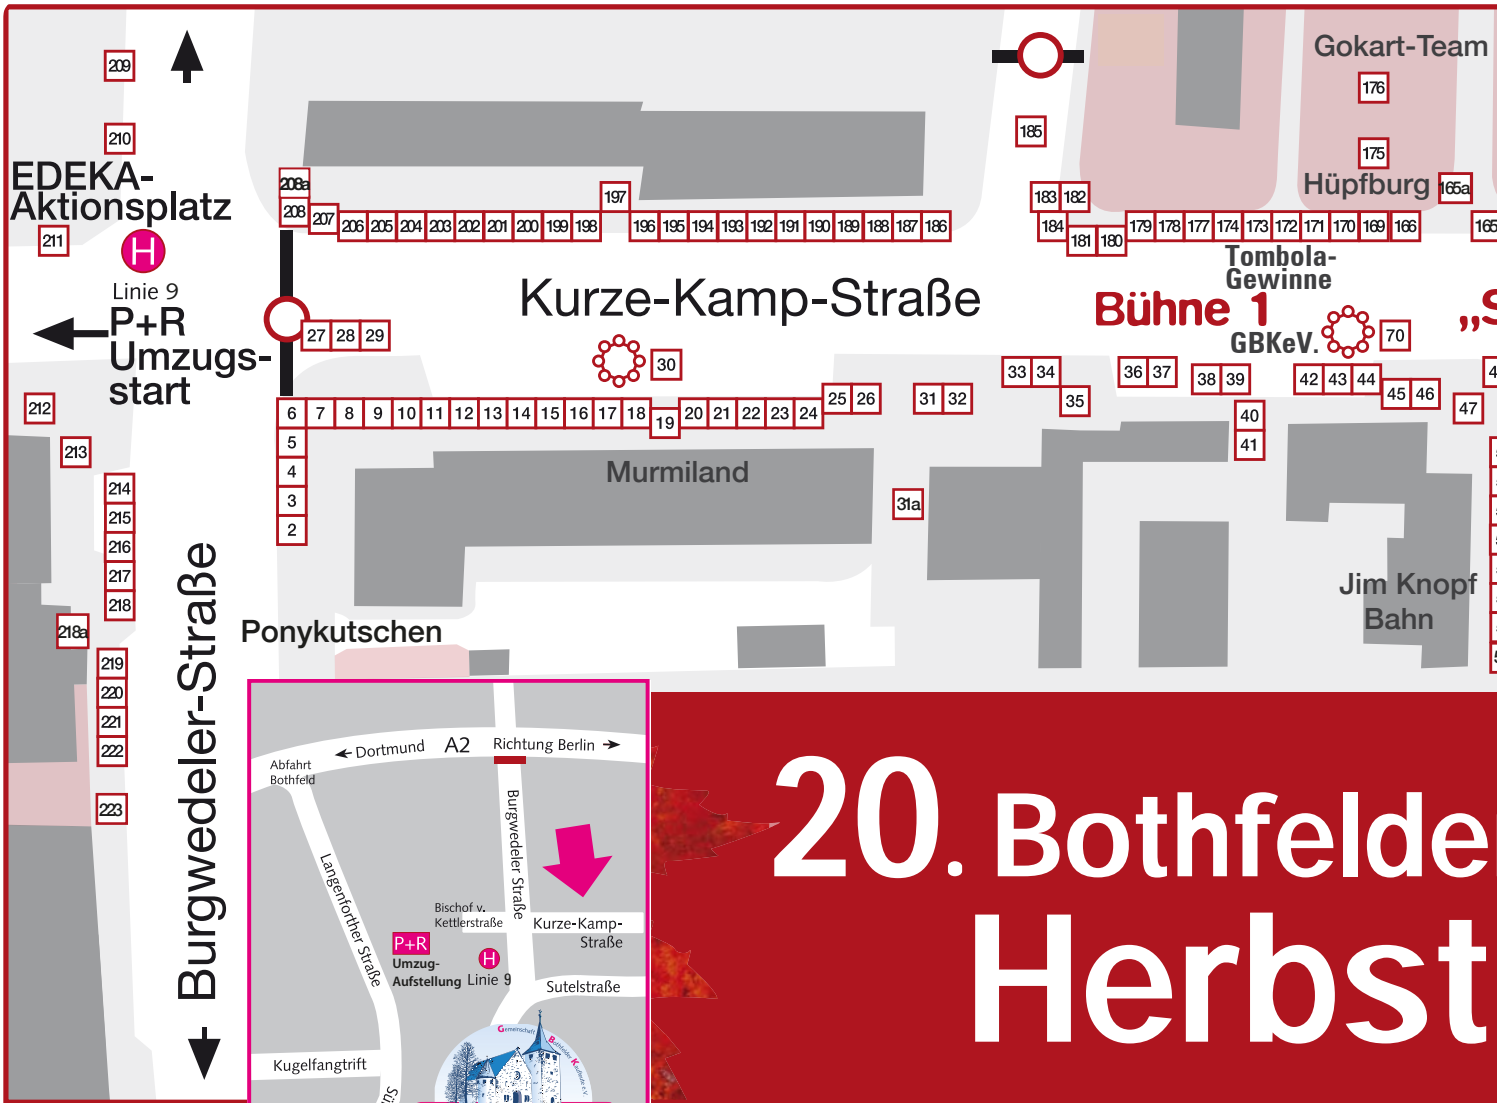 209
210
EDEKA-
Aktionsplatz
211
H
Linie 9
P+R
Umzugs-
start
212
213
214
215
216
217
218
218a
219
220
221
222
223
Burgwedeler-Straße
208a
208
207
206 205 204 203 202 201 200 199 198
197
196 195 194 193 192 191 190 189 188 187 186
185
183 182
184
181 180
179 178 177 174 173 172 171 170 169 166
Gokart-Team
176
175
Hüpfburg
165a
165
Kurze-Kamp-Straße
Tombola-
Gewinne
Bühne 1
GBKeV.
70
„S
27 28 29
30
33 34
35
36 37
38 39
40
41
42 43 44
45 46
47
4
6 7 8 9 10 11 12 13 14 15 16 17 18
19
20 21 22 23 24
25 26
31 32
5
4
3
2
Murmiland
31a
Jim Knopf
Bahn
Ponykutschen
Dortmund A2 Richtung Berlin
Abfahrt
Bothfeld
Burgwedeler Straße
Langenforther Straße
Bischof v.
Kettlerstraße
Kurze-Kamp-
Straße
P+R
Umzug-
Aufstellung
H
Linie 9
Sutelstraße
Kugelfangtrift
Gemeinschaft Bothfelder Kaufleute e.V.
20. Bothfelder
Herbst